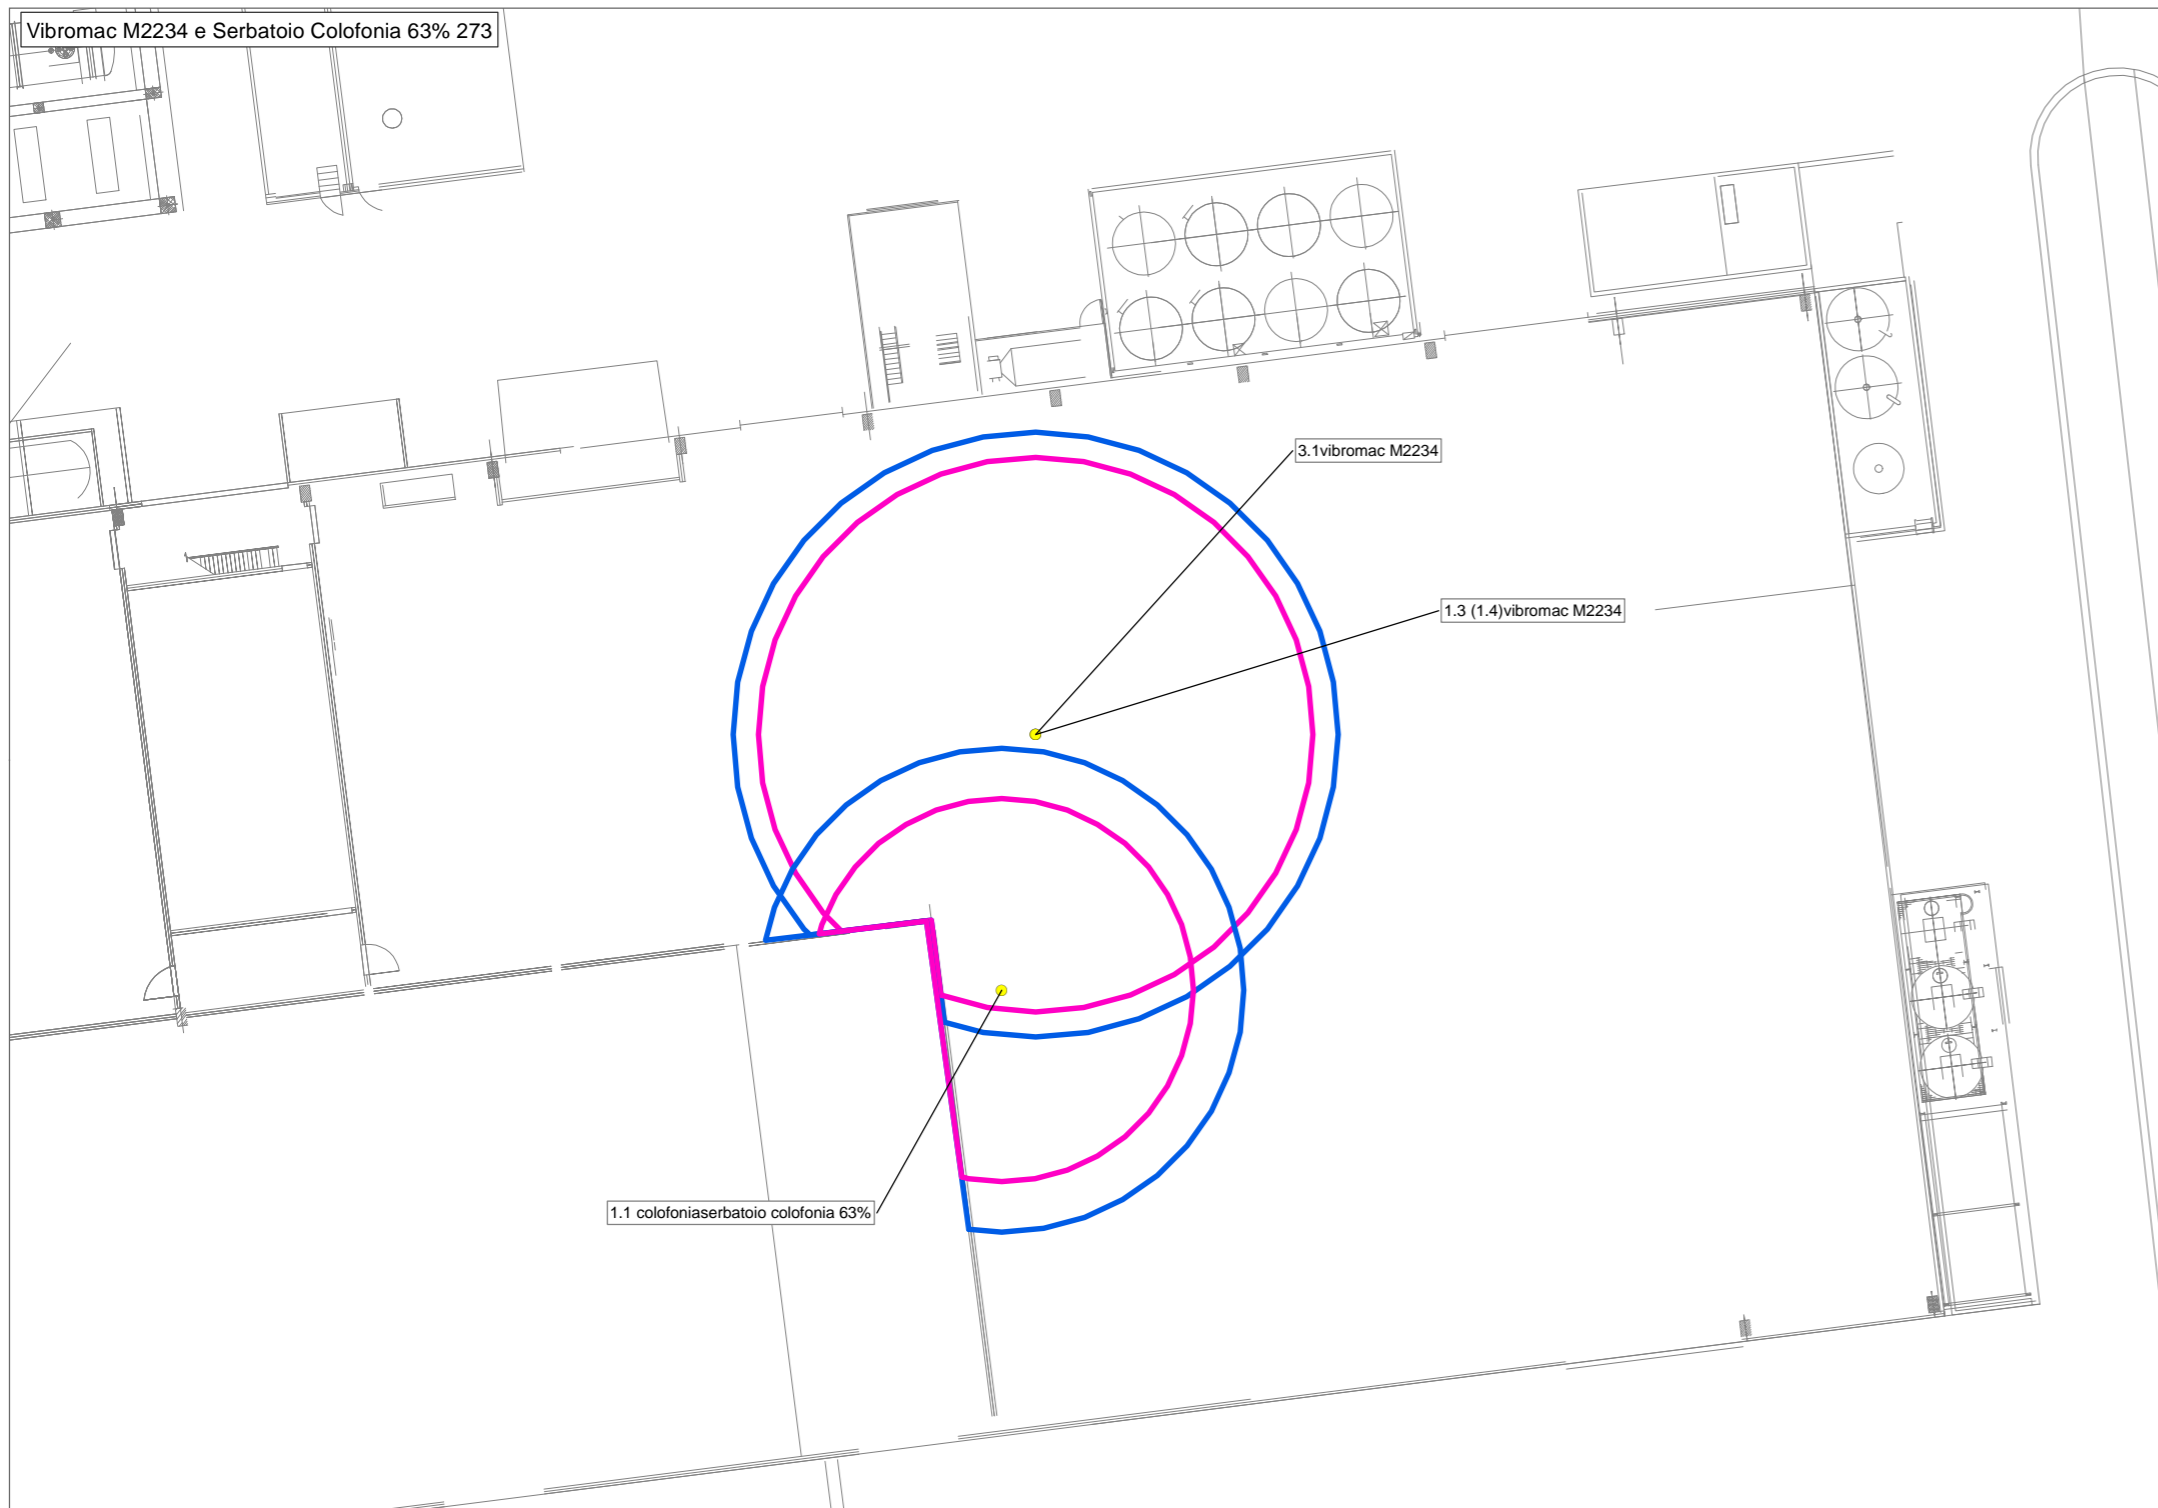 Vibromac M2234 e Serbatoio Colofonia 63% 273
3.1vibromac M2234
1.3 (1.4)vibromac M2234
1.1 colofoniaserbatoio colofonia 63%